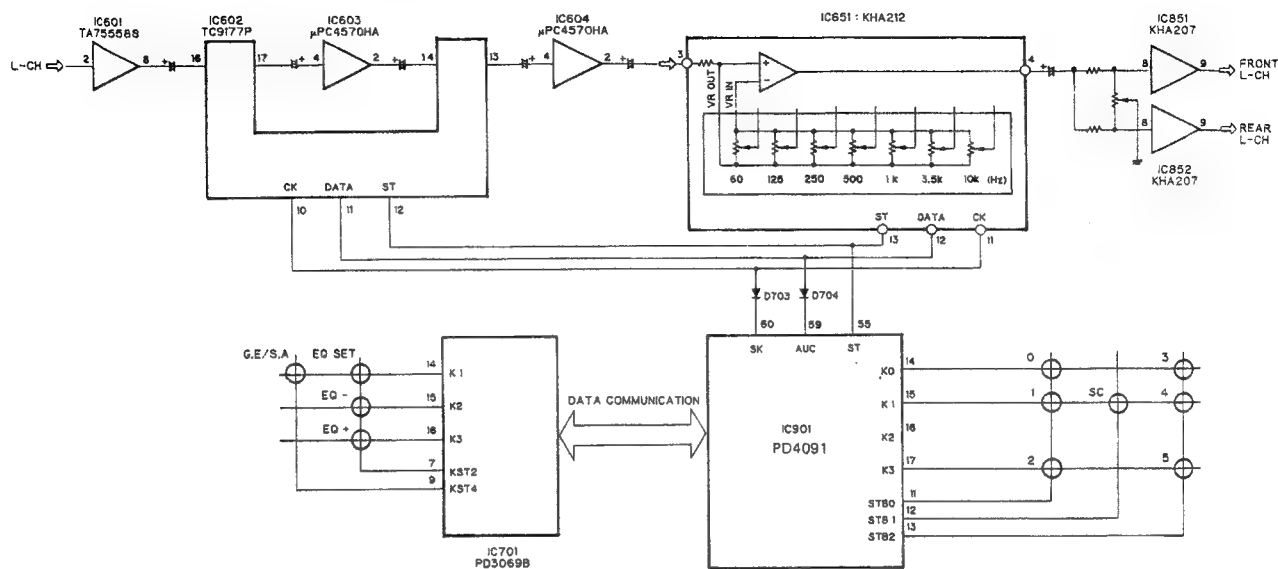 IC601
TA75558S
IC602
TC9177P
IC603
μPC4570HA
IC604
μPC4570HA
IC651 : KHA212
IC851
KHA207
L-CH
2
8
+
16
17
+
4
2
+
14
13
+
4
2
+
3
VR OUT
VR IN
+
−
4
+
8
9
FRONT
L-CH
8
9
REAR
L-CH
IC852
KHA207
60
125
250
500
1k
3.5k
10k
(Hz)
CK
DATA
ST
10
11
12
ST
DATA
CK
13
12
11
D703
D704
60
59
55
SK
AUC
ST
G.E/S.A
EQ SET
14
K1
EQ -
15
K2
EQ +
16
K3
7
KST2
9
KST4
IC701
PD3069B
DATA COMMUNICATION
IC901
PD4091
K0
14
0
3
K1
15
1
SC
4
K2
16
K3
17
2
5
STB0
11
STB1
12
STB2
13